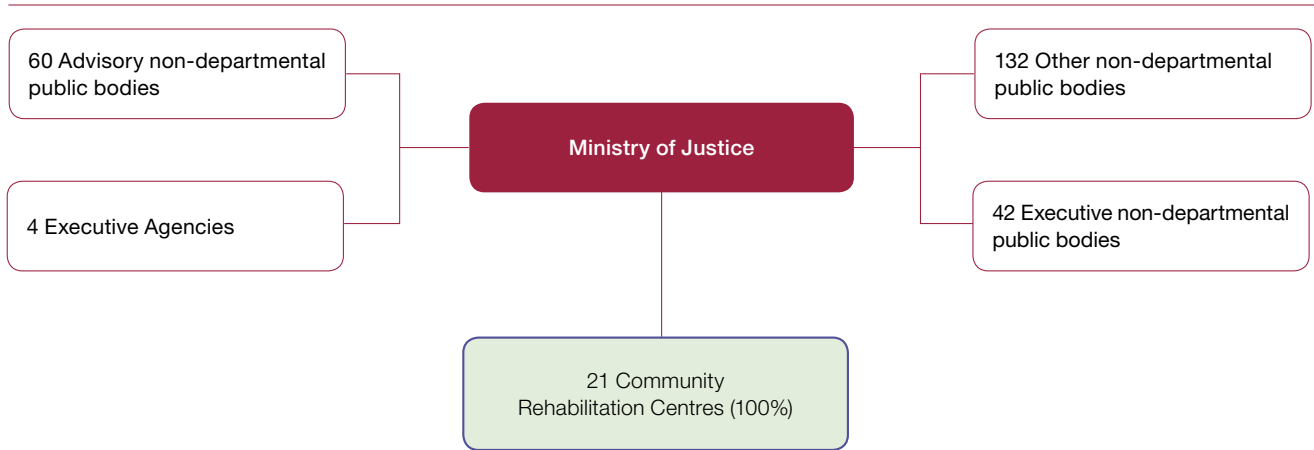 60 Advisory non-departmental
public bodies
132 Other non-departmental
public bodies
Ministry of Justice
4 Executive Agencies
42 Executive non-departmental
public bodies
21 Community
Rehabilitation Centres (100%)